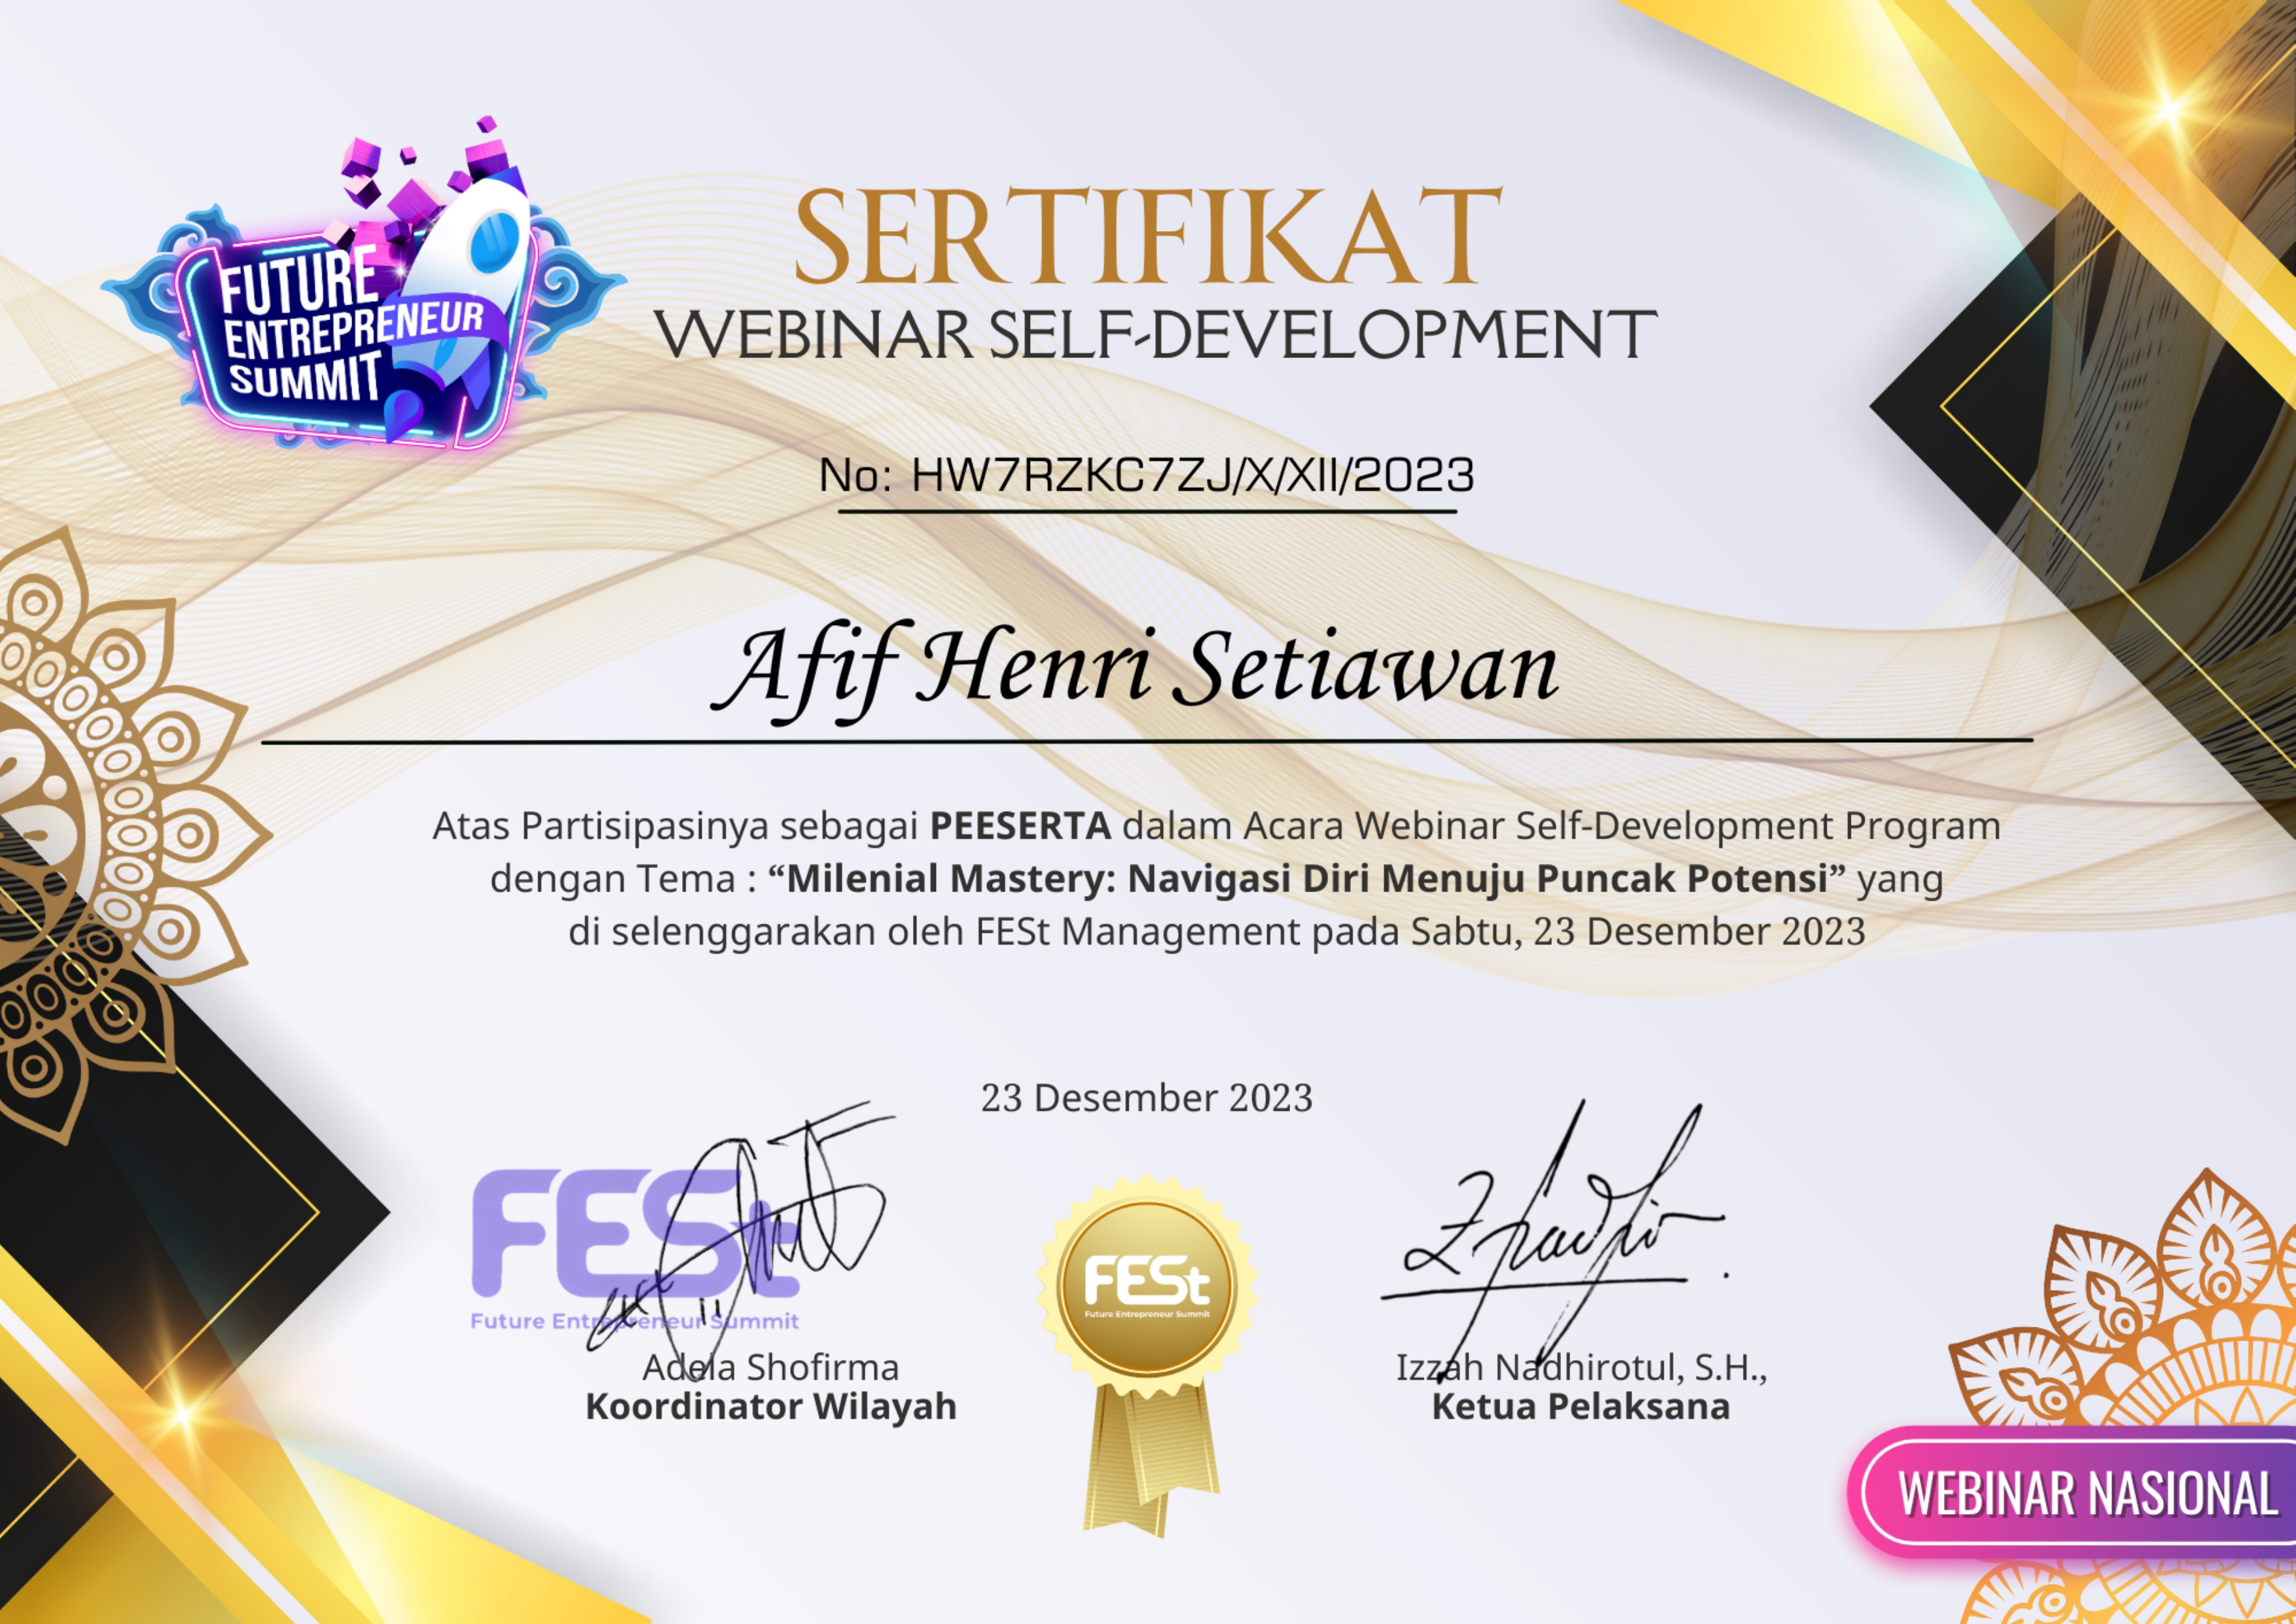 FUTURE
ENTREPRENEUR
SUMMIT
SERTIFIKAT
WEBINAR SELF-DEVELOPMENT
No: HW7RZKC7ZJ/X/XII/2023
Afif Henri Setiawan
Atas Partisipasinya sebagai PEESERTA dalam Acara Webinar Self-Development Program
dengan Tema : “Milenial Mastery: Navigasi Diri Menuju Puncak Potensi” yang
di selenggarakan oleh FESt Management pada Sabtu, 23 Desember 2023
23 Desember 2023
FESt
Future Entrepreneur Summit
Adela Shofirma
Koordinator Wilayah
FESt
Future Entrepreneur Summit
Izzah Nadhirotul, S.H.,
Ketua Pelaksana
WEBINAR NASIONAL